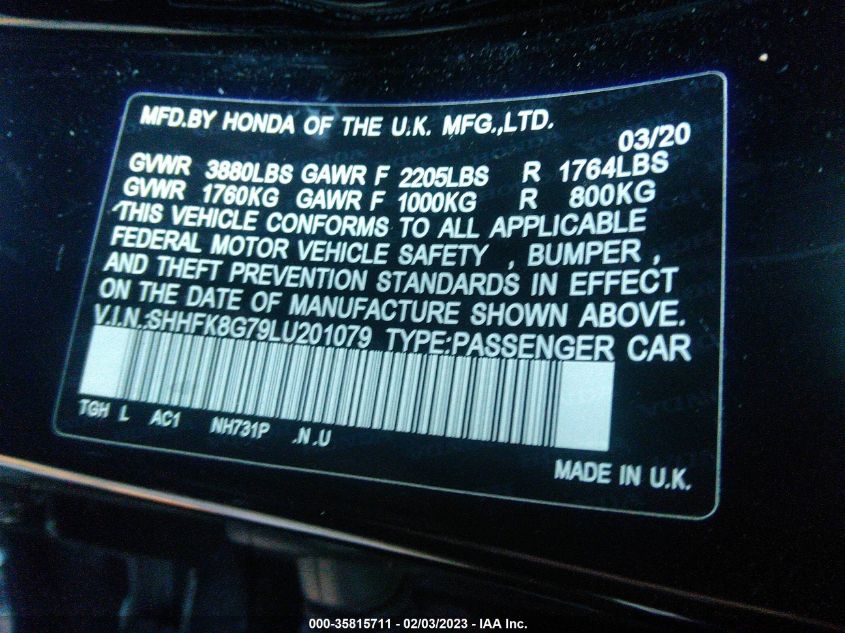 MFD.BY HONDA OF THE U.K. MFG.,LTD.
03/20
GVWR 3880LBS GAWR F 2205LBS R 1764LBS
GVWR 1760KG GAWR F 1000KG R 800KG
THIS VEHICLE CONFORMS TO ALL APPLICABLE
FEDERAL MOTOR VEHICLE SAFETY , BUMPER ,
AND THEFT PREVENTION STANDARDS IN EFFECT
ON THE DATE OF MANUFACTURE SHOWN ABOVE.
V.I.N.:SHHFK8G79LU201079 TYPE:PASSENGER CAR
TGH L AC1 NH731P .N .U
MADE IN U.K.
000-35815711 - 02/03/2023 - IAA Inc.